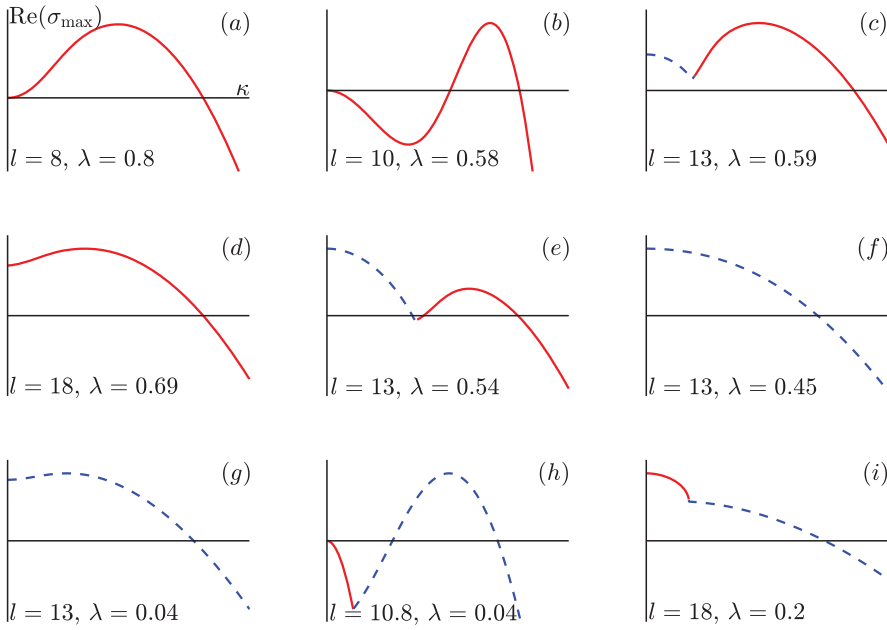 Re(σmax)
(a)
κ
l = 8, λ = 0.8
(b)
l = 10, λ = 0.58
(c)
l = 13, λ = 0.59
(d)
l = 18, λ = 0.69
(e)
l = 13, λ = 0.54
(f)
l = 13, λ = 0.45
(g)
l = 13, λ = 0.04
(h)
l = 10.8, λ = 0.04
(i)
l = 18, λ = 0.2